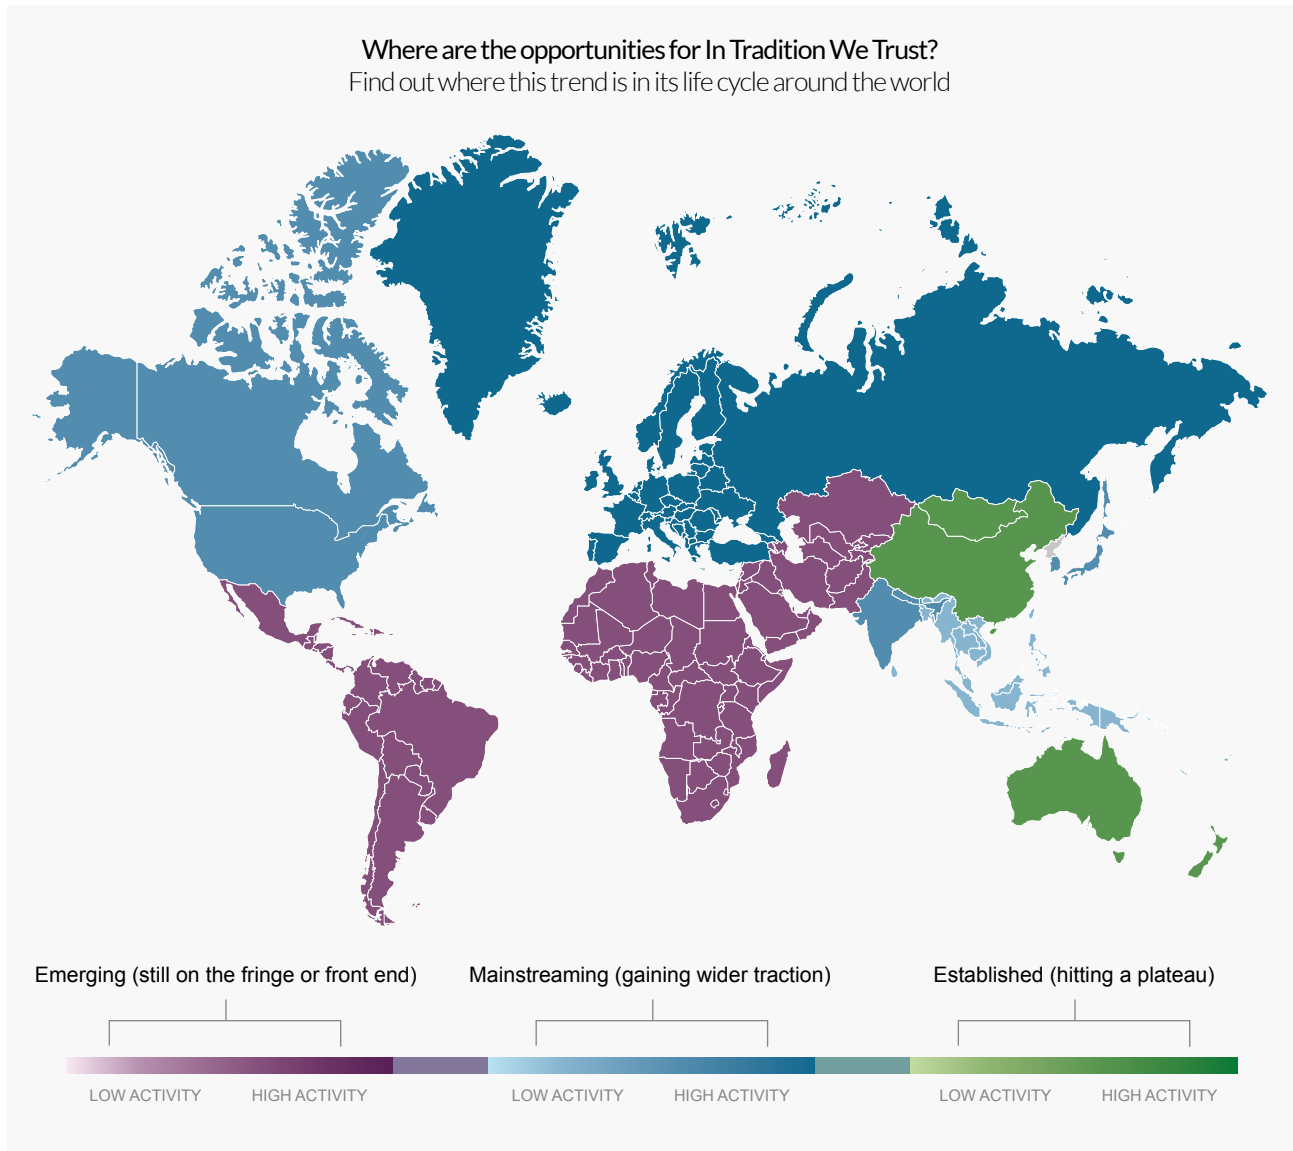 Where are the opportunities for In Tradition We Trust?
Find out where this trend is in its life cycle around the world
Emerging (still on the fringe or front end)
Mainstreaming (gaining wider traction)
Established (hitting a plateau)
LOW ACTIVITY
HIGH ACTIVITY
LOW ACTIVITY
HIGH ACTIVITY
LOW ACTIVITY
HIGH ACTIVITY